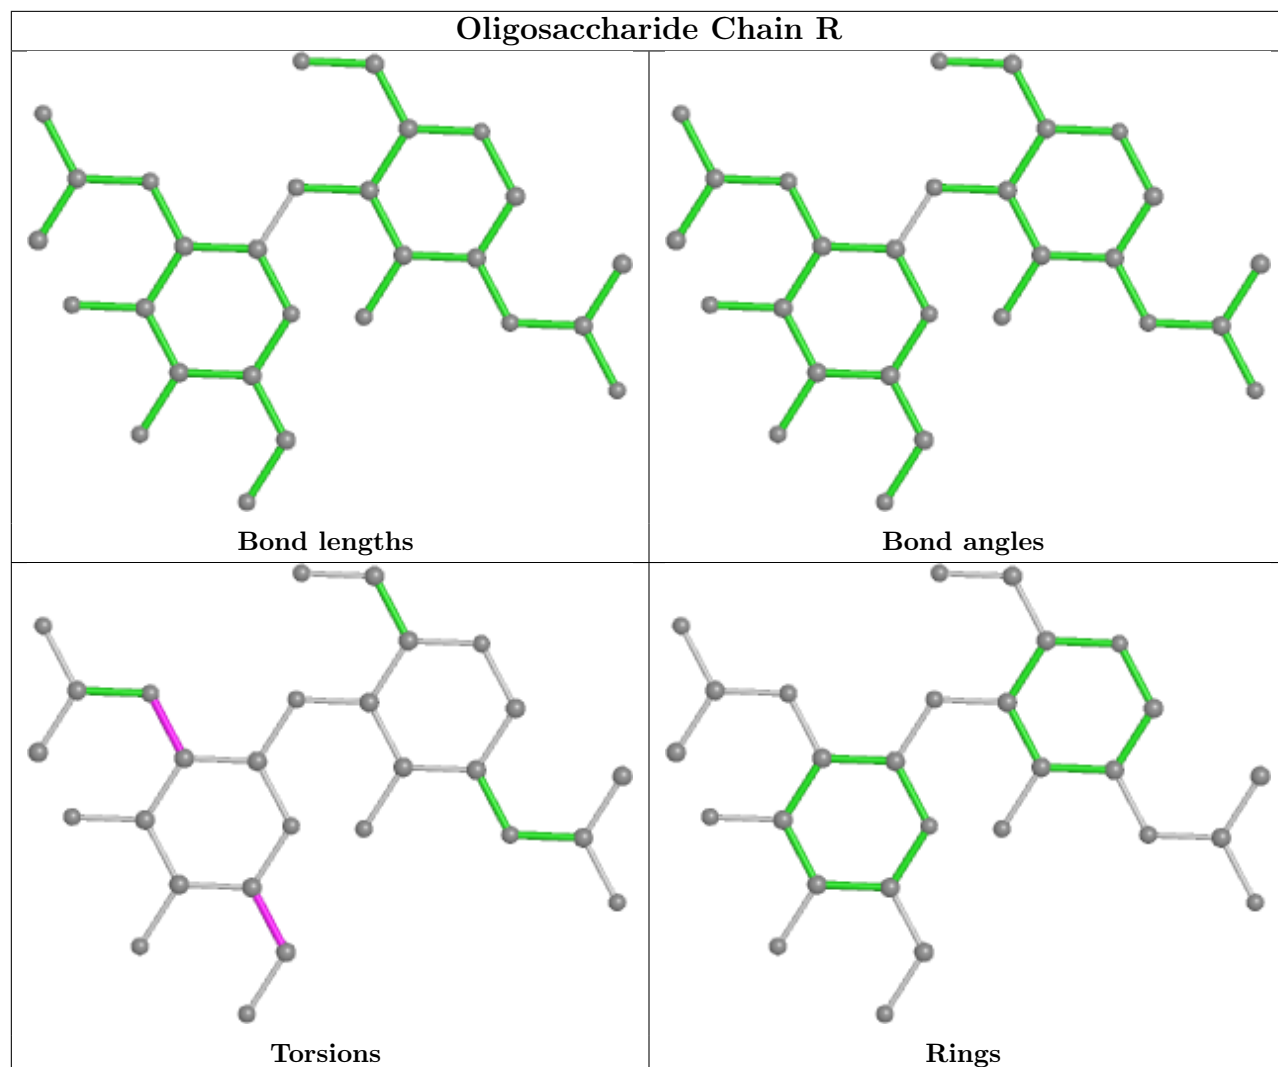 Oligosaccharide Chain R
Bond lengths
Bond angles
Torsions
Rings